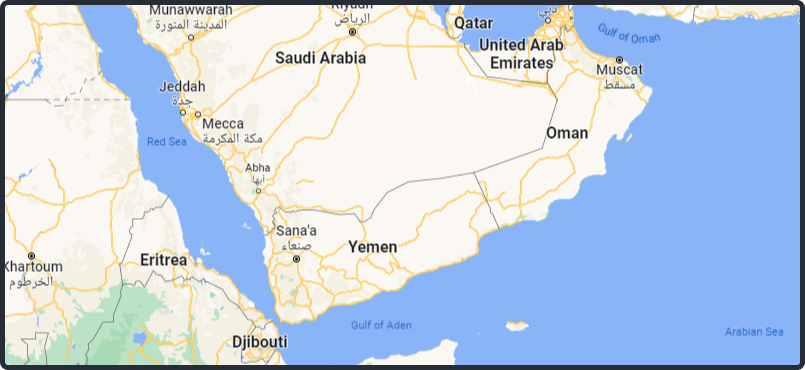 Munawwarah
المدينة المنورة
Riyadh
الرياض
Qatar
دبي
Gulf of Oman
United Arab
Emirates
Saudi Arabia
Muscat
مسقط
Jeddah
جدة
Mecca
مكة المكرمة
Oman
Red Sea
Abha
أبها
Sana'a
صنعاء
Yemen
Eritrea
Khartoum
الخرطوم
Gulf of Aden
Arabian Sea
Djibouti